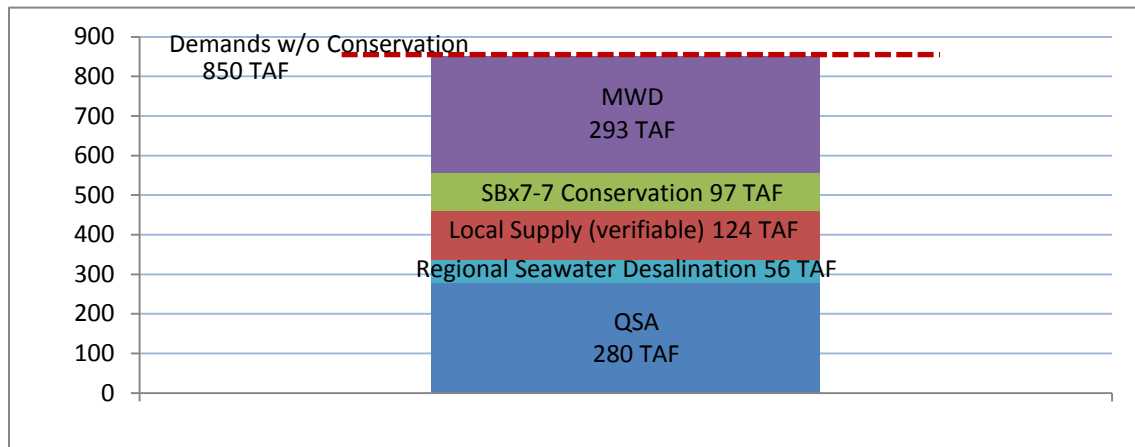 900
800
700
600
500
400
300
200
100
0
Demands w/o Conservation
850 TAF
MWD
293 TAF
SBx7-7 Conservation 97 TAF
Local Supply (verifiable) 124 TAF
Regional Seawater Desalination 56 TAF
QSA
280 TAF